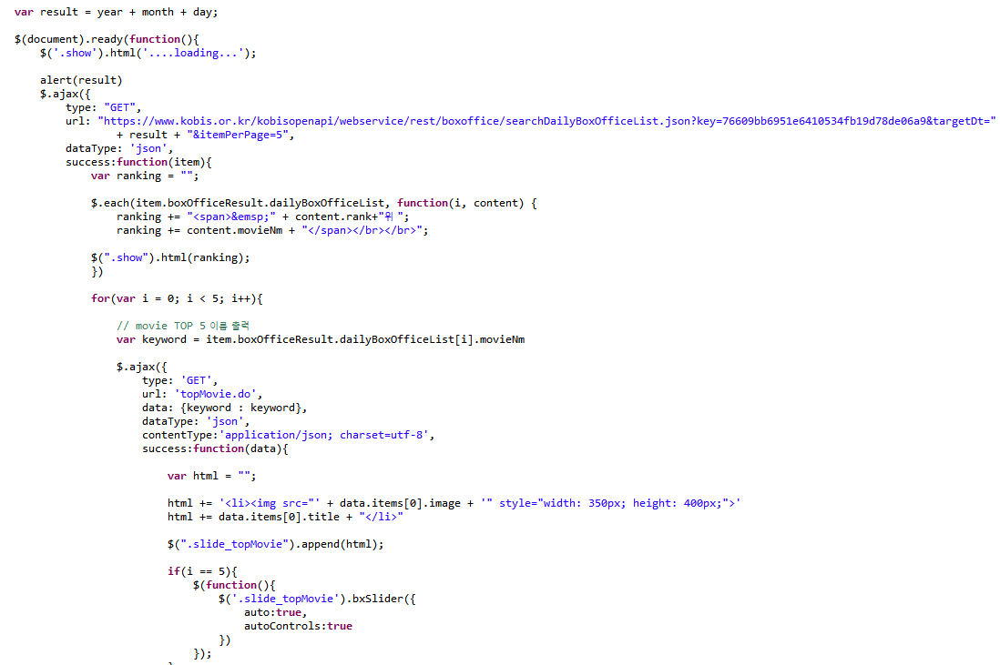 var result = year + month + day;
$(document).ready(function(){
$('.show').html('....loading...');
alert(result)
$.ajax({
type: "GET",
url: "https://www.kobis.or.kr/kobisopenapi/webservice/rest/boxoffice/searchDailyBoxOfficeList.json?key=76609bb6951e6410534fb19d78de06a9&targetDt="
+ result + "&itemPerPage=5",
dataType: 'json',
success:function(item){
var ranking = "";
$.each(item.boxOfficeResult.dailyBoxOfficeList, function(i, content) {
ranking += "<span>&emsp;" + content.rank+"위 ";
ranking += content.movieNm + "</span></br></br>";
$(".show").html(ranking);
})
for(var i = 0; i < 5; i++){
// movie TOP 5 이름 출력
var keyword = item.boxOfficeResult.dailyBoxOfficeList[i].movieNm
$.ajax({
type: 'GET',
url: 'topMovie.do',
data: {keyword : keyword},
dataType: 'json',
contentType:'application/json; charset=utf-8',
success:function(data){
var html = "";
html += '<li><img src="' + data.items[0].image + '" style="width: 350px; height: 400px;">'
html += data.items[0].title + "</li>"
$(".slide_topMovie").append(html);
if(i == 5){
$(function(){
$('.slide_topMovie').bxSlider({
auto:true,
autoControls:true
})
});